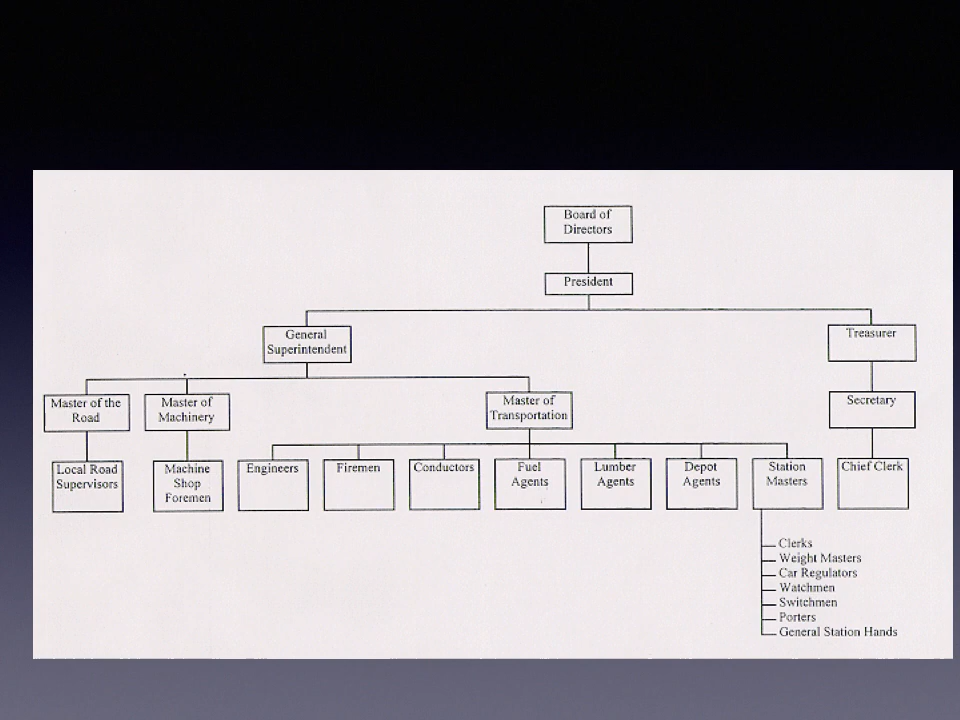 Board of
Directors
President
General
Superintendent
Treasurer
Master of the
Road
Master of
Machinery
Master of
Transportation
Secretary
Local Road
Supervisors
Machine
Shop
Foremen
Engineers
Firemen
Conductors
Fuel
Agents
Lumber
Agents
Depot
Agents
Station
Masters
Chief Clerk
Clerks
Weight Masters
Car Regulators
Watchmen
Switchmen
Porters
General Station Hands